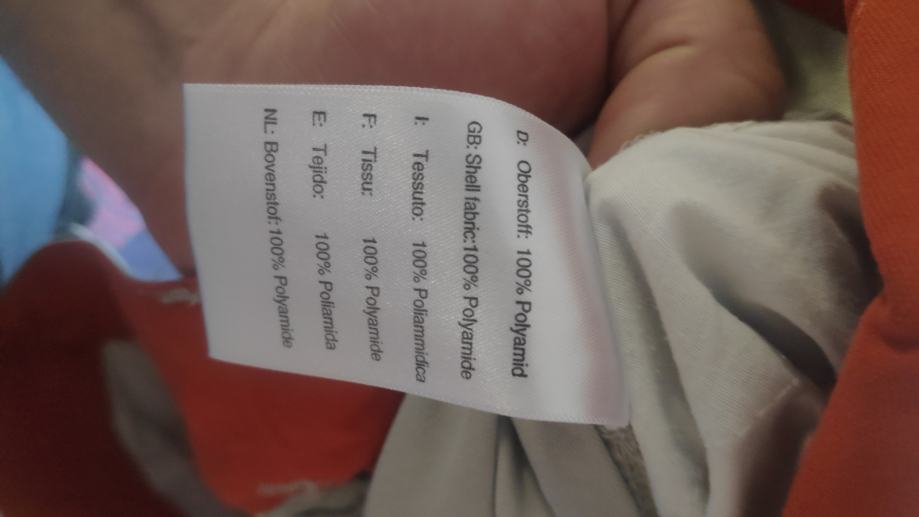 D: Oberstoff: 100% Polyamid
GB: Shell fabric:100% Polyamide
I: Tessuto: 100% Poliammidica
F: Tissu: 100% Polyamide
E: Tejido: 100% Poliamida
NL: Bovenstof:100% Polyamide